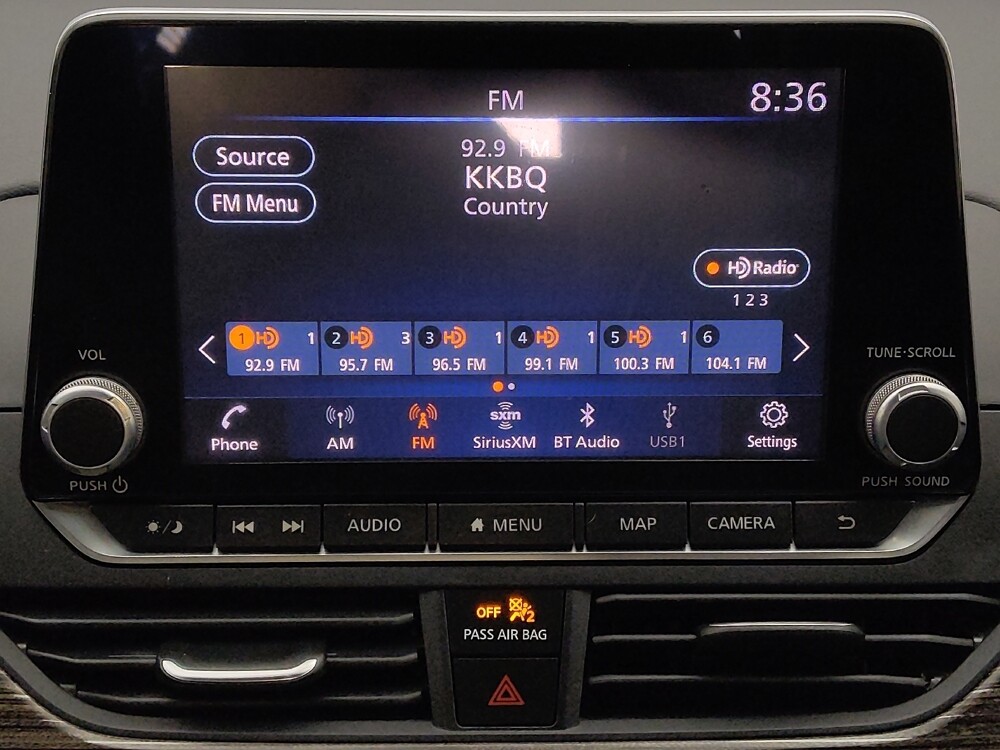 FM
8:36
Source
92.9 FM
KKBQ
FM Menu
Country
HD Radio
1 2 3
1 HD 1
92.9 FM
2 HD 3
95.7 FM
3 HD 1
96.5 FM
4 HD 1
99.1 FM
5 HD 1
100.3 FM
6
104.1 FM
Phone
AM
FM
sxm
SiriusXM
BT Audio
USB1
Settings
VOL
PUSH
TUNE·SCROLL
PUSH SOUND
AUDIO
MENU
MAP
CAMERA
OFF
2
PASS AIR BAG